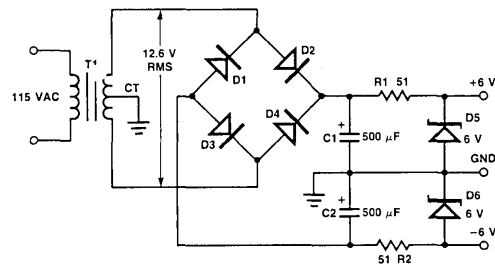 T1
115 VAC
CT
12.6 V
RMS
D1
D2
D3
D4
R1 51
+6 V
+
C1
500 μF
D5
6 V
GND
+
C2
500 μF
D6
6 V
51 R2
−6 V